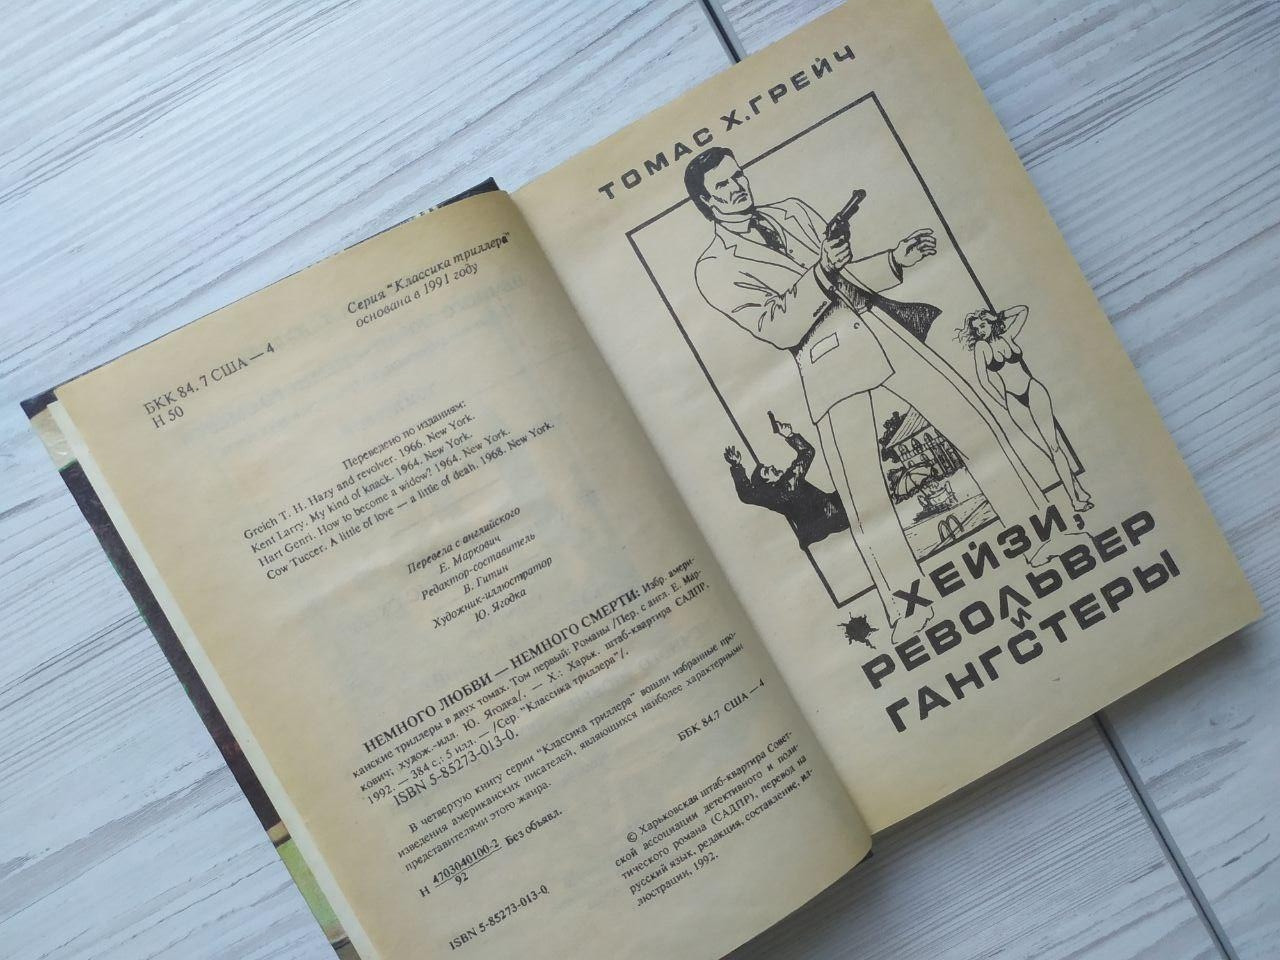 Серия "Классика триллера"
основана в 1991 году
БКК 84. 7 США — 4
Н 50
Переведено по изданиям:
Greich T. H. Hazy and revolver. 1966. New York.
Kent Larry. My kind of knack. 1964. New York.
Hart Genri. How to become a widow? 1964. New York.
Cow Tuccer. A little of love — a little of deah. 1968. New York.
Перевела с английского
Е. Маркович
Редактор-составитель
В. Гитин
Художник-иллюстратор
Ю. Ягодка
НЕМНОГО ЛЮБВИ — НЕМНОГО СМЕРТИ: Избр. амери-
канские триллеры в двух томах. Том первый: Романы /Пер. с англ. Е. Мар-
кович; худож.-илл. Ю. Ягодка/. — Х.: Харьк. штаб-квартира САДПР,
1992. — 384 с.: 5 илл. — /Сер. "Классика триллера"/.
ISBN 5-85273-013-0.
В четвертую книгу серии "Классика триллера" вошли избранные про-
изведения американских писателей, являющихся наиболее характерными
представителями этого жанра.
Н 4703040100-2 Без объявл.
92
ББК 84.7 США — 4
ISBN 5-85273-013-0
© Харьковская штаб-квартира Совет-
ской ассоциации детективного и поли-
тического романа (САДПР), перевод на
русский язык, редакция, составление, ил-
люстрации, 1992.
ТОМАС Х. ГРЕЙЧ
ХЕЙЗИ,
РЕВОЛЬВЕР
И
ГАНГСТЕРЫ